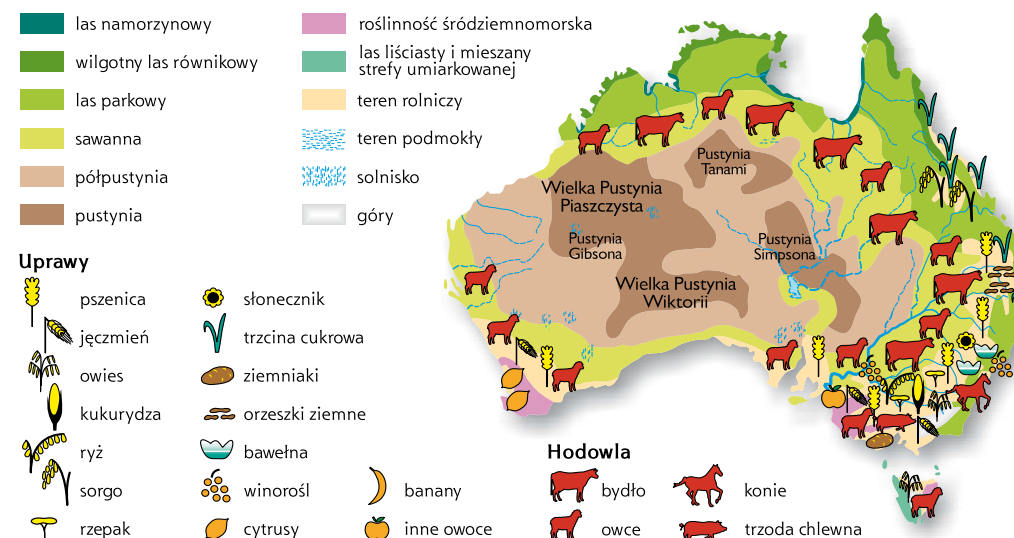 las namorzynowy
wilgotny las równikowy
las parkowy
sawanna
półpustynia
pustynia
roślinność śródziemnomorska
las liściasty i mieszany
strefy umiarkowanej
teren rolniczy
teren podmokły
solnisko
góry
Uprawy
pszenica
jęczmień
owies
kukurydza
ryż
sorgo
rzepak
słonecznik
trzcina cukrowa
ziemniaki
orzeszki ziemne
bawełna
winorośl
cytrusy
banany
inne owoce
Hodowla
bydło
owce
konie
trzoda chlewna
Pustynia
Tanami
Wielka Pustynia
Piaszczysta
Pustynia
Gibsona
Pustynia
Simpsona
Wielka Pustynia
Wiktorii